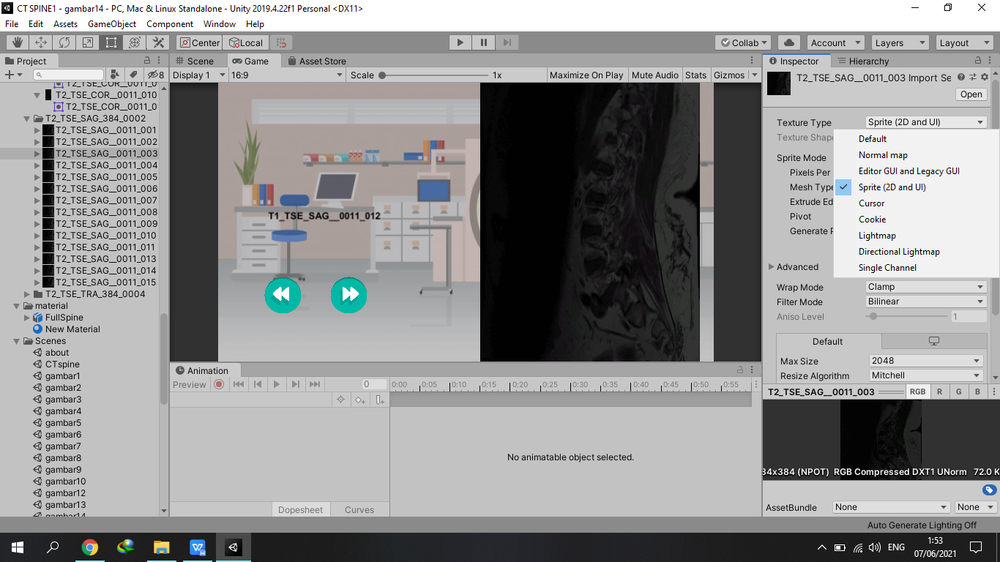 CT SPINE1 - gambar14 - PC, Mac & Linux Standalone - Unity 2019.4.22f1 Personal <DX11>
File Edit Assets GameObject Component Window Help
Center Local Collab Account Layers Layout
Project
8
T2_TSE_COR__0011_0
T2_TSE_COR__0011_010
T2_TSE_COR__0011_0
T2_TSE_SAG_384_0002
T2_TSE_SAG__0011_001
T2_TSE_SAG__0011_002
T2_TSE_SAG__0011_003
T2_TSE_SAG__0011_004
T2_TSE_SAG__0011_005
T2_TSE_SAG__0011_006
T2_TSE_SAG__0011_007
T2_TSE_SAG__0011_008
T2_TSE_SAG__0011_009
T2_TSE_SAG__0011_010
T2_TSE_SAG__0011_011
T2_TSE_SAG__0011_013
T2_TSE_SAG__0011_014
T2_TSE_SAG__0011_015
T2_TSE_TRA_384_0004
material
FullSpine
New Material
Scenes
about
CTspine
gambar1
gambar2
gambar3
gambar4
gambar5
gambar6
gambar7
gambar8
gambar9
gambar10
gambar12
gambar13
gambar14
Scene Game Asset Store
Display 1 16:9 Scale 1x Maximize On Play Mute Audio Stats Gizmos
T1_TSE_SAG__0011_012
Animation
Preview 0 0:00 0:05 0:10 0:15 0:20 0:25 0:30 0:35 0:40 0:45 0:50 0:55
No animatable object selected.
Dopesheet Curves
Inspector Hierarchy
T2_TSE_SAG__0011_003 Import Se
Open
Texture Type Sprite (2D and UI)
Texture Shape
Sprite Mode
Pixels Per
Mesh Type
Extrude Ed
Pivot
Generate P
Default
Normal map
Editor GUI and Legacy GUI
Sprite (2D and UI)
Cursor
Cookie
Lightmap
Directional Lightmap
Single Channel
Advanced
Wrap Mode Clamp
Filter Mode Bilinear
Aniso Level 1
Default
Max Size 2048
Resize Algorithm Mitchell
T2_TSE_SAG__0011_003 RGB R G B
34x384 (NPOT) RGB Compressed DXT1 UNorm 72.0 K
AssetBundle None None
Auto Generate Lighting Off
ENG
1:53
07/06/2021